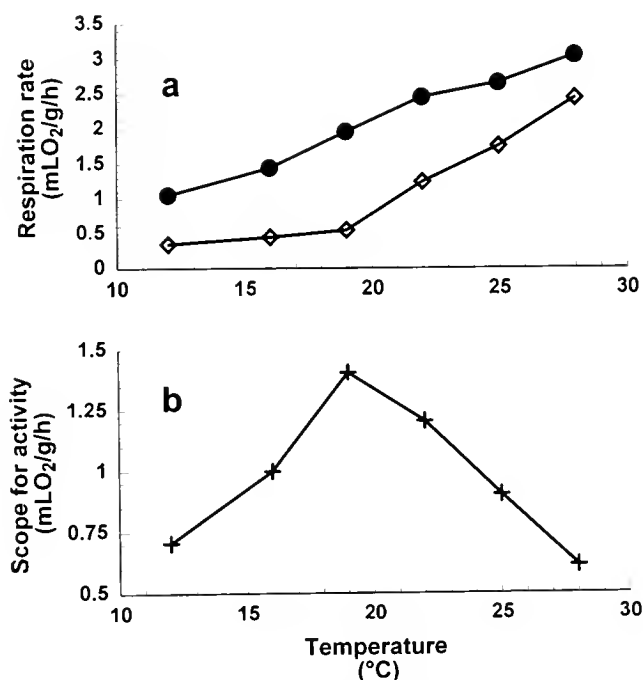 a
Respiration rate
(mLO₂/g/h)
3.5
3
2.5
2
1.5
1
0.5
0
10 15 20 25 30
b
Scope for activity
(mLO₂/g/h)
1.5
1.25
1
0.75
0.5
10 15 20 25 30
Temperature
(°C)